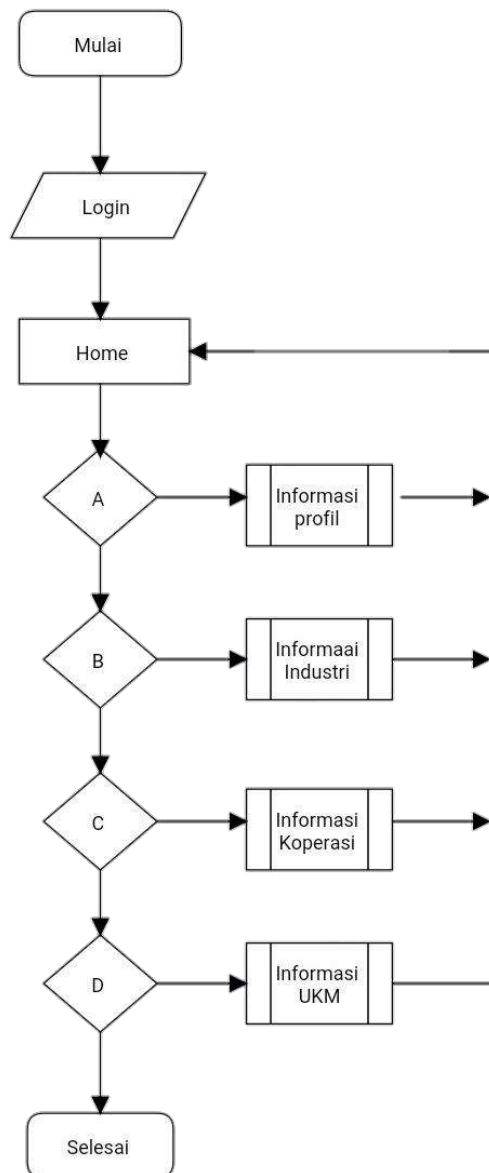 Mulai
Login
Home
A
Informasi
profil
B
Informaai
Industri
C
Informasi
Koperasi
D
Informasi
UKM
Selesai